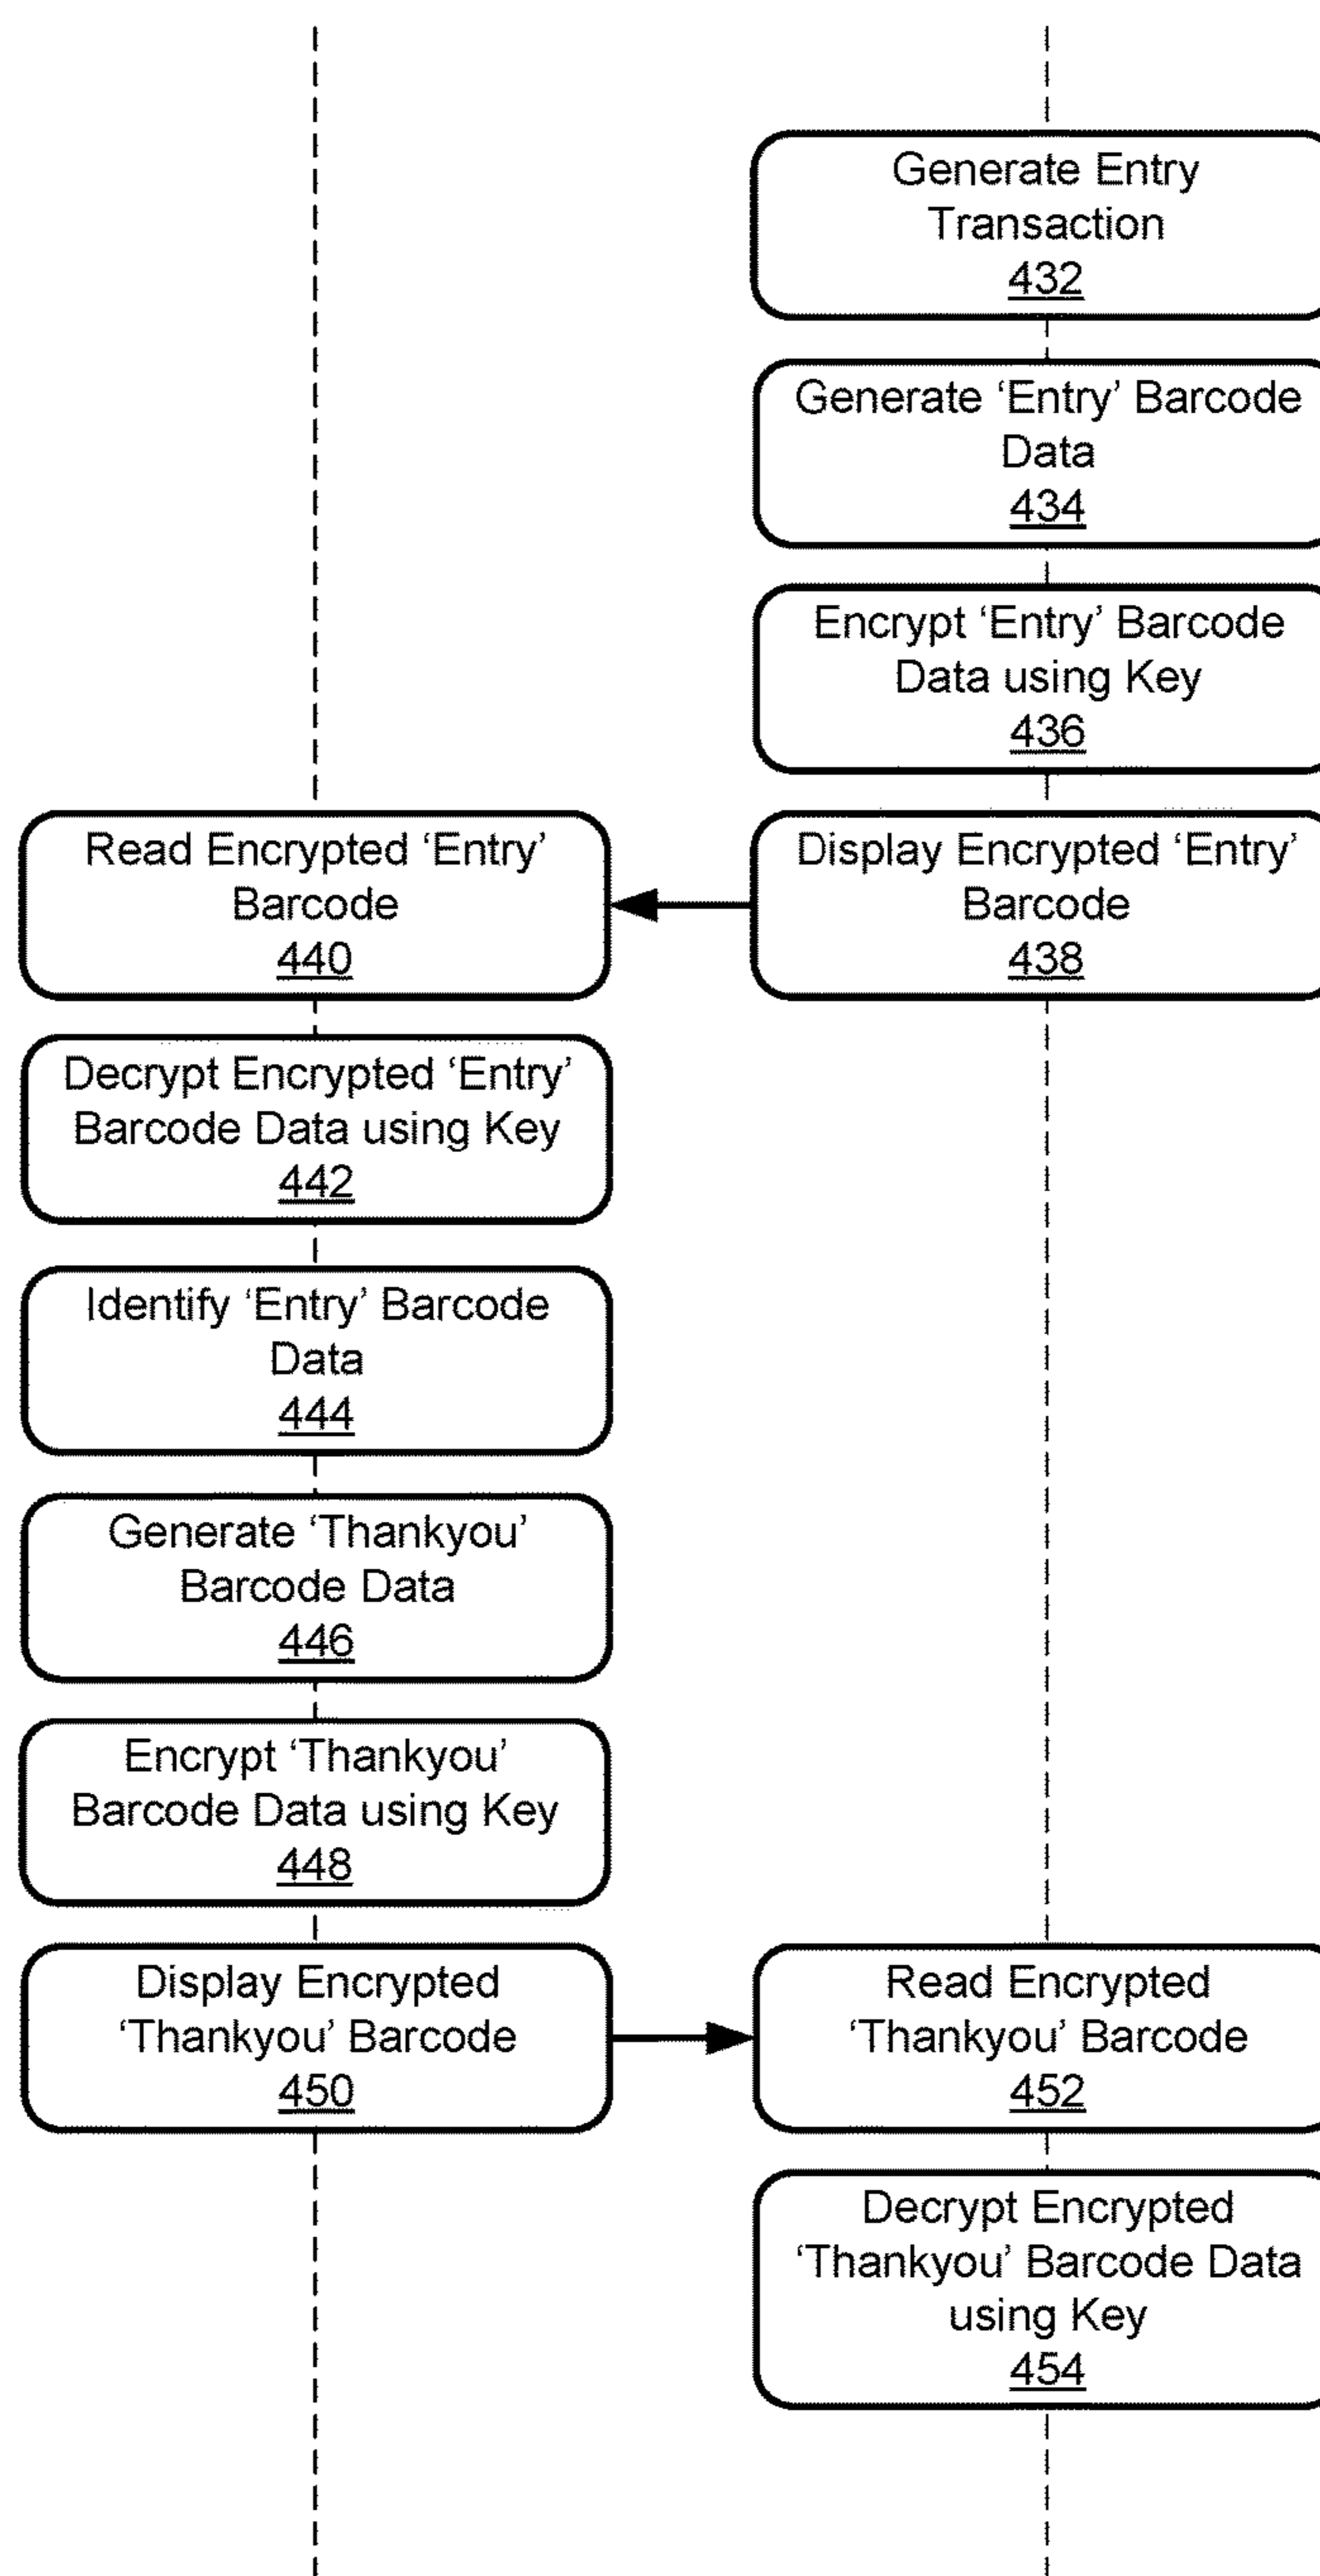 Generate Entry
Transaction
432
Generate ‘Entry’ Barcode
Data
434
Encrypt ‘Entry’ Barcode
Data using Key
436
Display Encrypted ‘Entry’
Barcode
438
Read Encrypted ‘Entry’
Barcode
440
Decrypt Encrypted ‘Entry’
Barcode Data using Key
442
Identify ‘Entry’ Barcode
Data
444
Generate ‘Thankyou’
Barcode Data
446
Encrypt ‘Thankyou’
Barcode Data using Key
448
Display Encrypted
‘Thankyou’ Barcode
450
Read Encrypted
‘Thankyou’ Barcode
452
Decrypt Encrypted
‘Thankyou’ Barcode Data
using Key
454